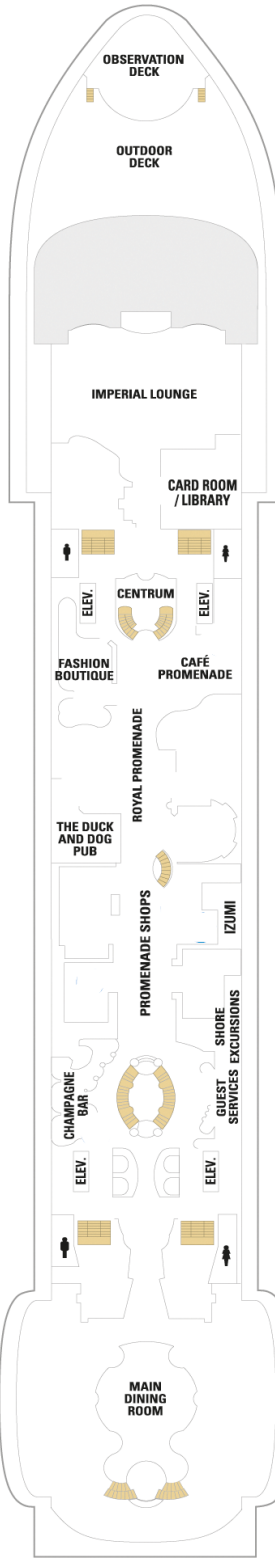 OBSERVATION
DECK
OUTDOOR
DECK
IMPERIAL LOUNGE
CARD ROOM
/ LIBRARY
ELEV.
CENTRUM
ELEV.
FASHION
BOUTIQUE
CAFÉ
PROMENADE
ROYAL PROMENADE
THE DUCK
AND DOG
PUB
PROMENADE SHOPS
IZUMI
SHORE
EXCURSIONS
CHAMPAGNE
BAR
GUEST
SERVICES
ELEV.
ELEV.
MAIN
DINING
ROOM